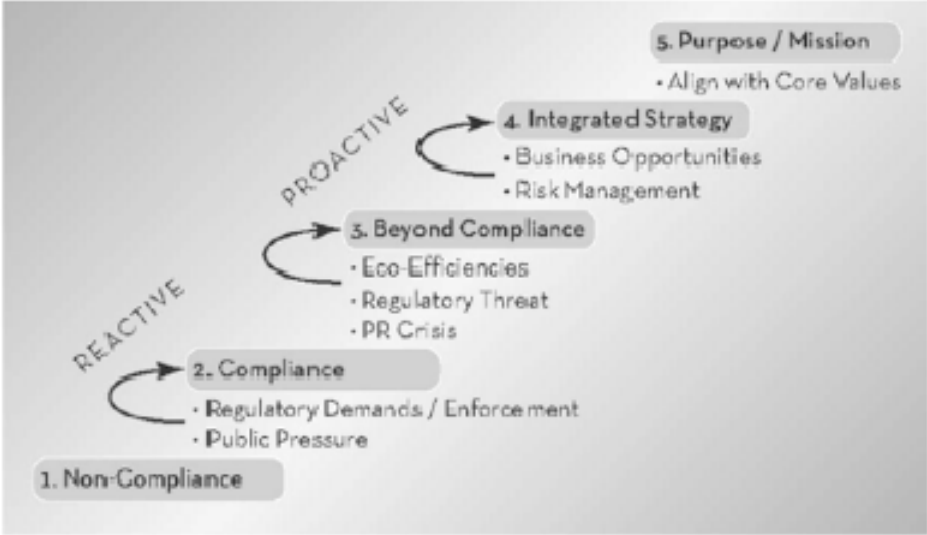 5. Purpose / Mission
• Align with Core Values
4. Integrated Strategy
• Business Opportunities
• Risk Management
PROACTIVE
3. Beyond Compliance
• Eco-Efficiencies
• Regulatory Threat
• PR Crisis
REACTIVE
2. Compliance
• Regulatory Demands / Enforcement
• Public Pressure
1. Non-Compliance